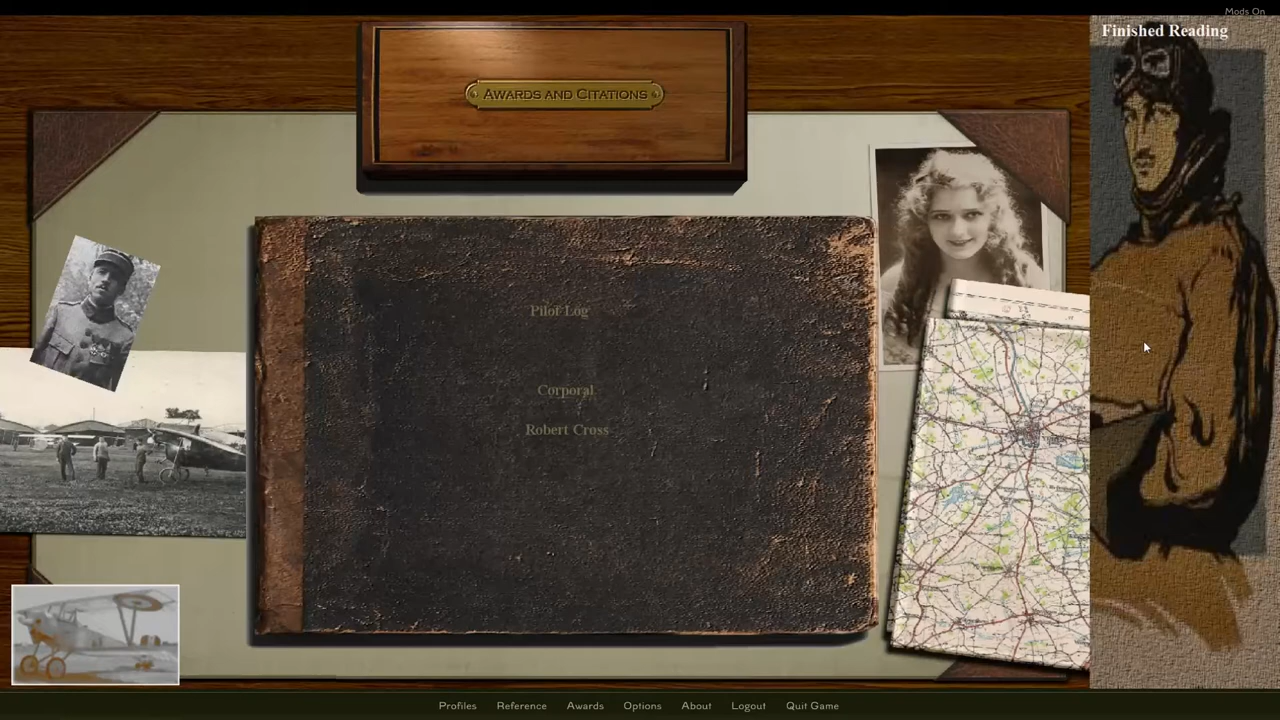 Mods On
Finished Reading
AWARDS AND CITATIONS
Pilot Log
Corporal
Robert Cross
Profiles Reference Awards Options About Logout Quit Game